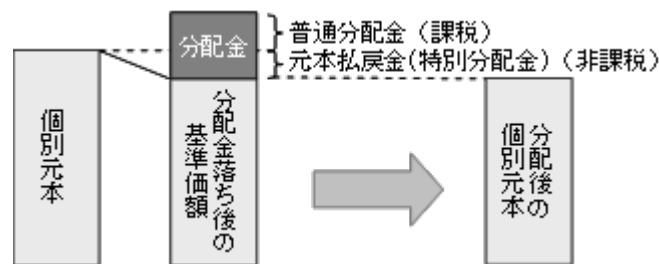 分配金
普通分配金（課税）
元本払戻金(特別分配金)（非課税）
個別元本
分配金落ち後の
基準価額
分配後の
個別元本